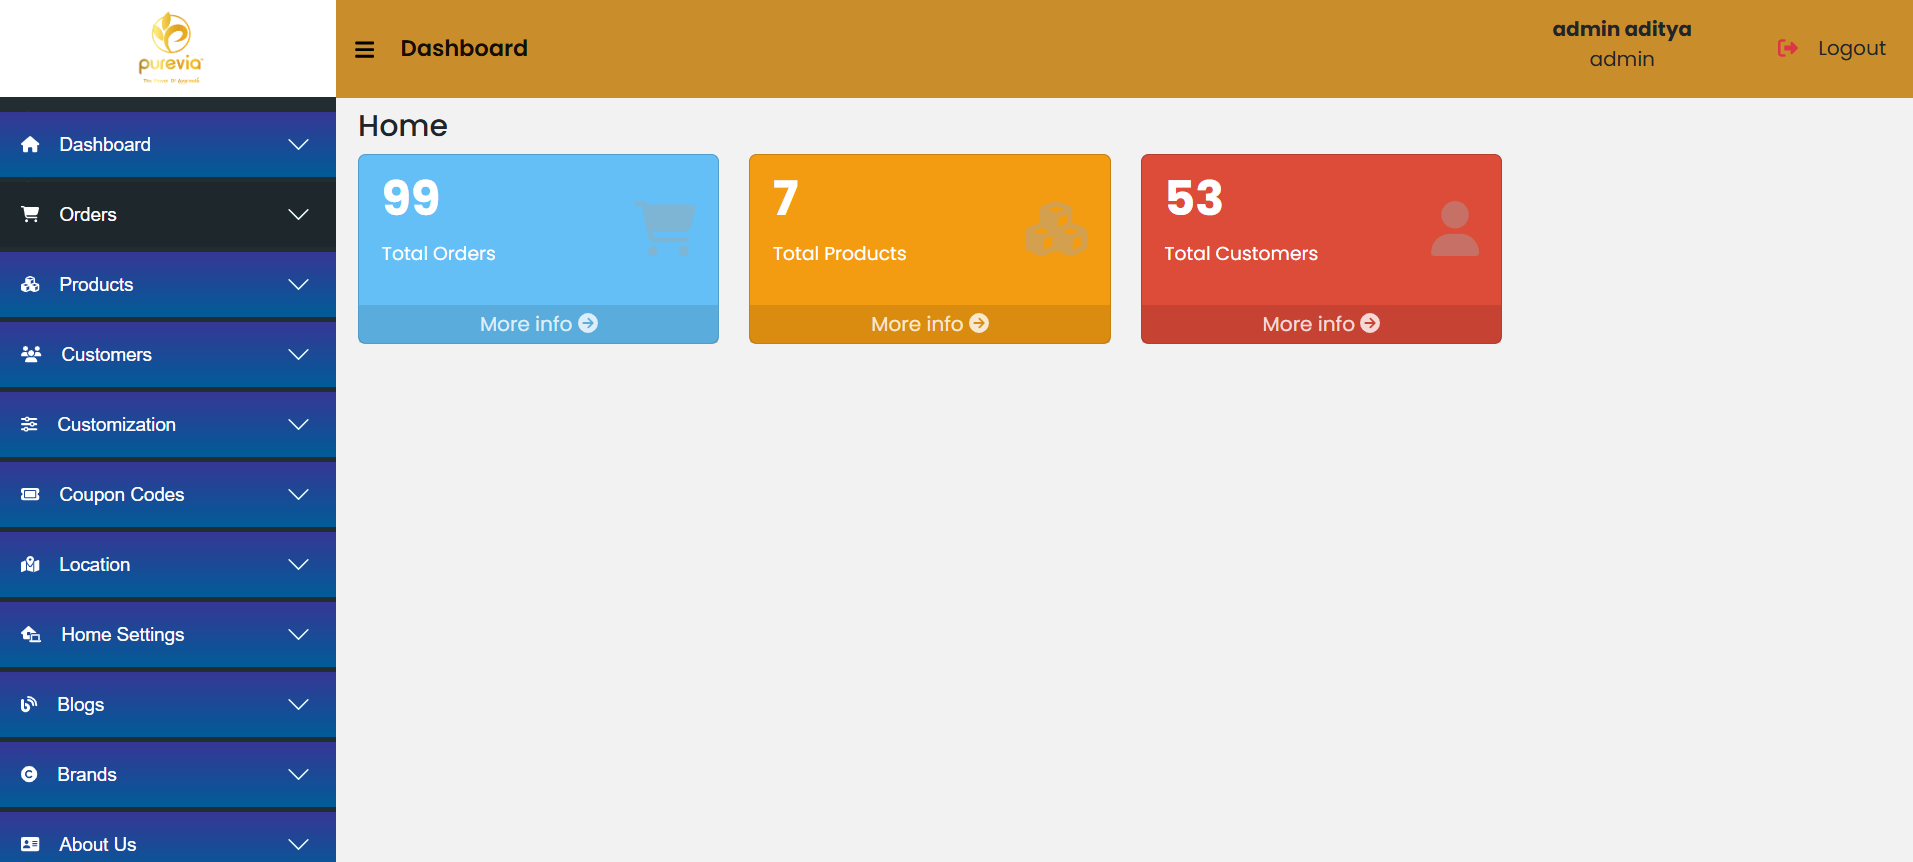 purevia
Dashboard
admin aditya
admin
Logout
Dashboard
Orders
Products
Customers
Customization
Coupon Codes
Location
Home Settings
Blogs
Brands
About Us
Home
99
Total Orders
More info
7
Total Products
More info
53
Total Customers
More info